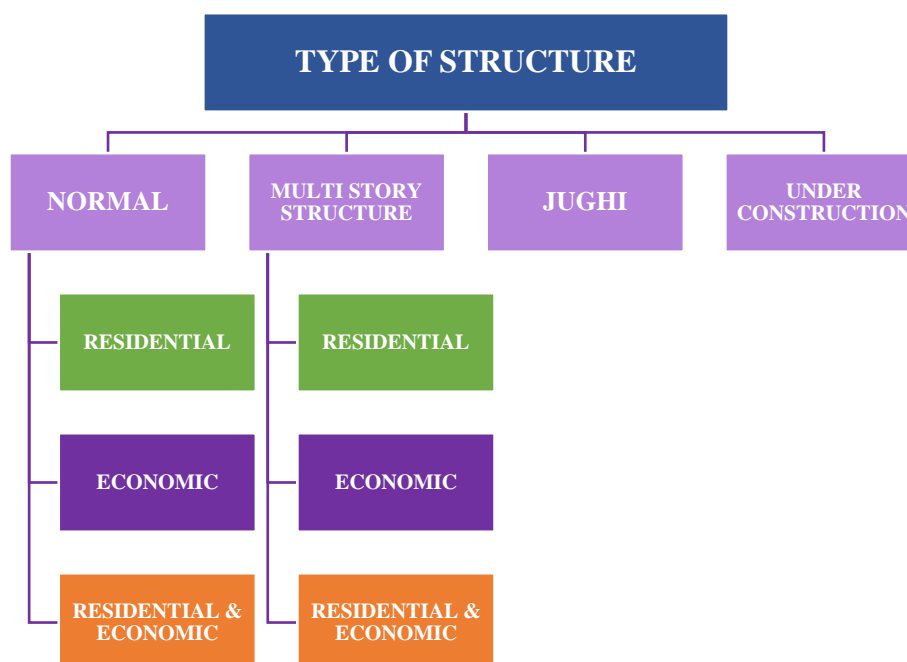 TYPE OF STRUCTURE
NORMAL
MULTI STORY
STRUCTURE
JUGHI
UNDER
CONSTRUCTION
RESIDENTIAL
RESIDENTIAL
ECONOMIC
ECONOMIC
RESIDENTIAL &
ECONOMIC
RESIDENTIAL &
ECONOMIC